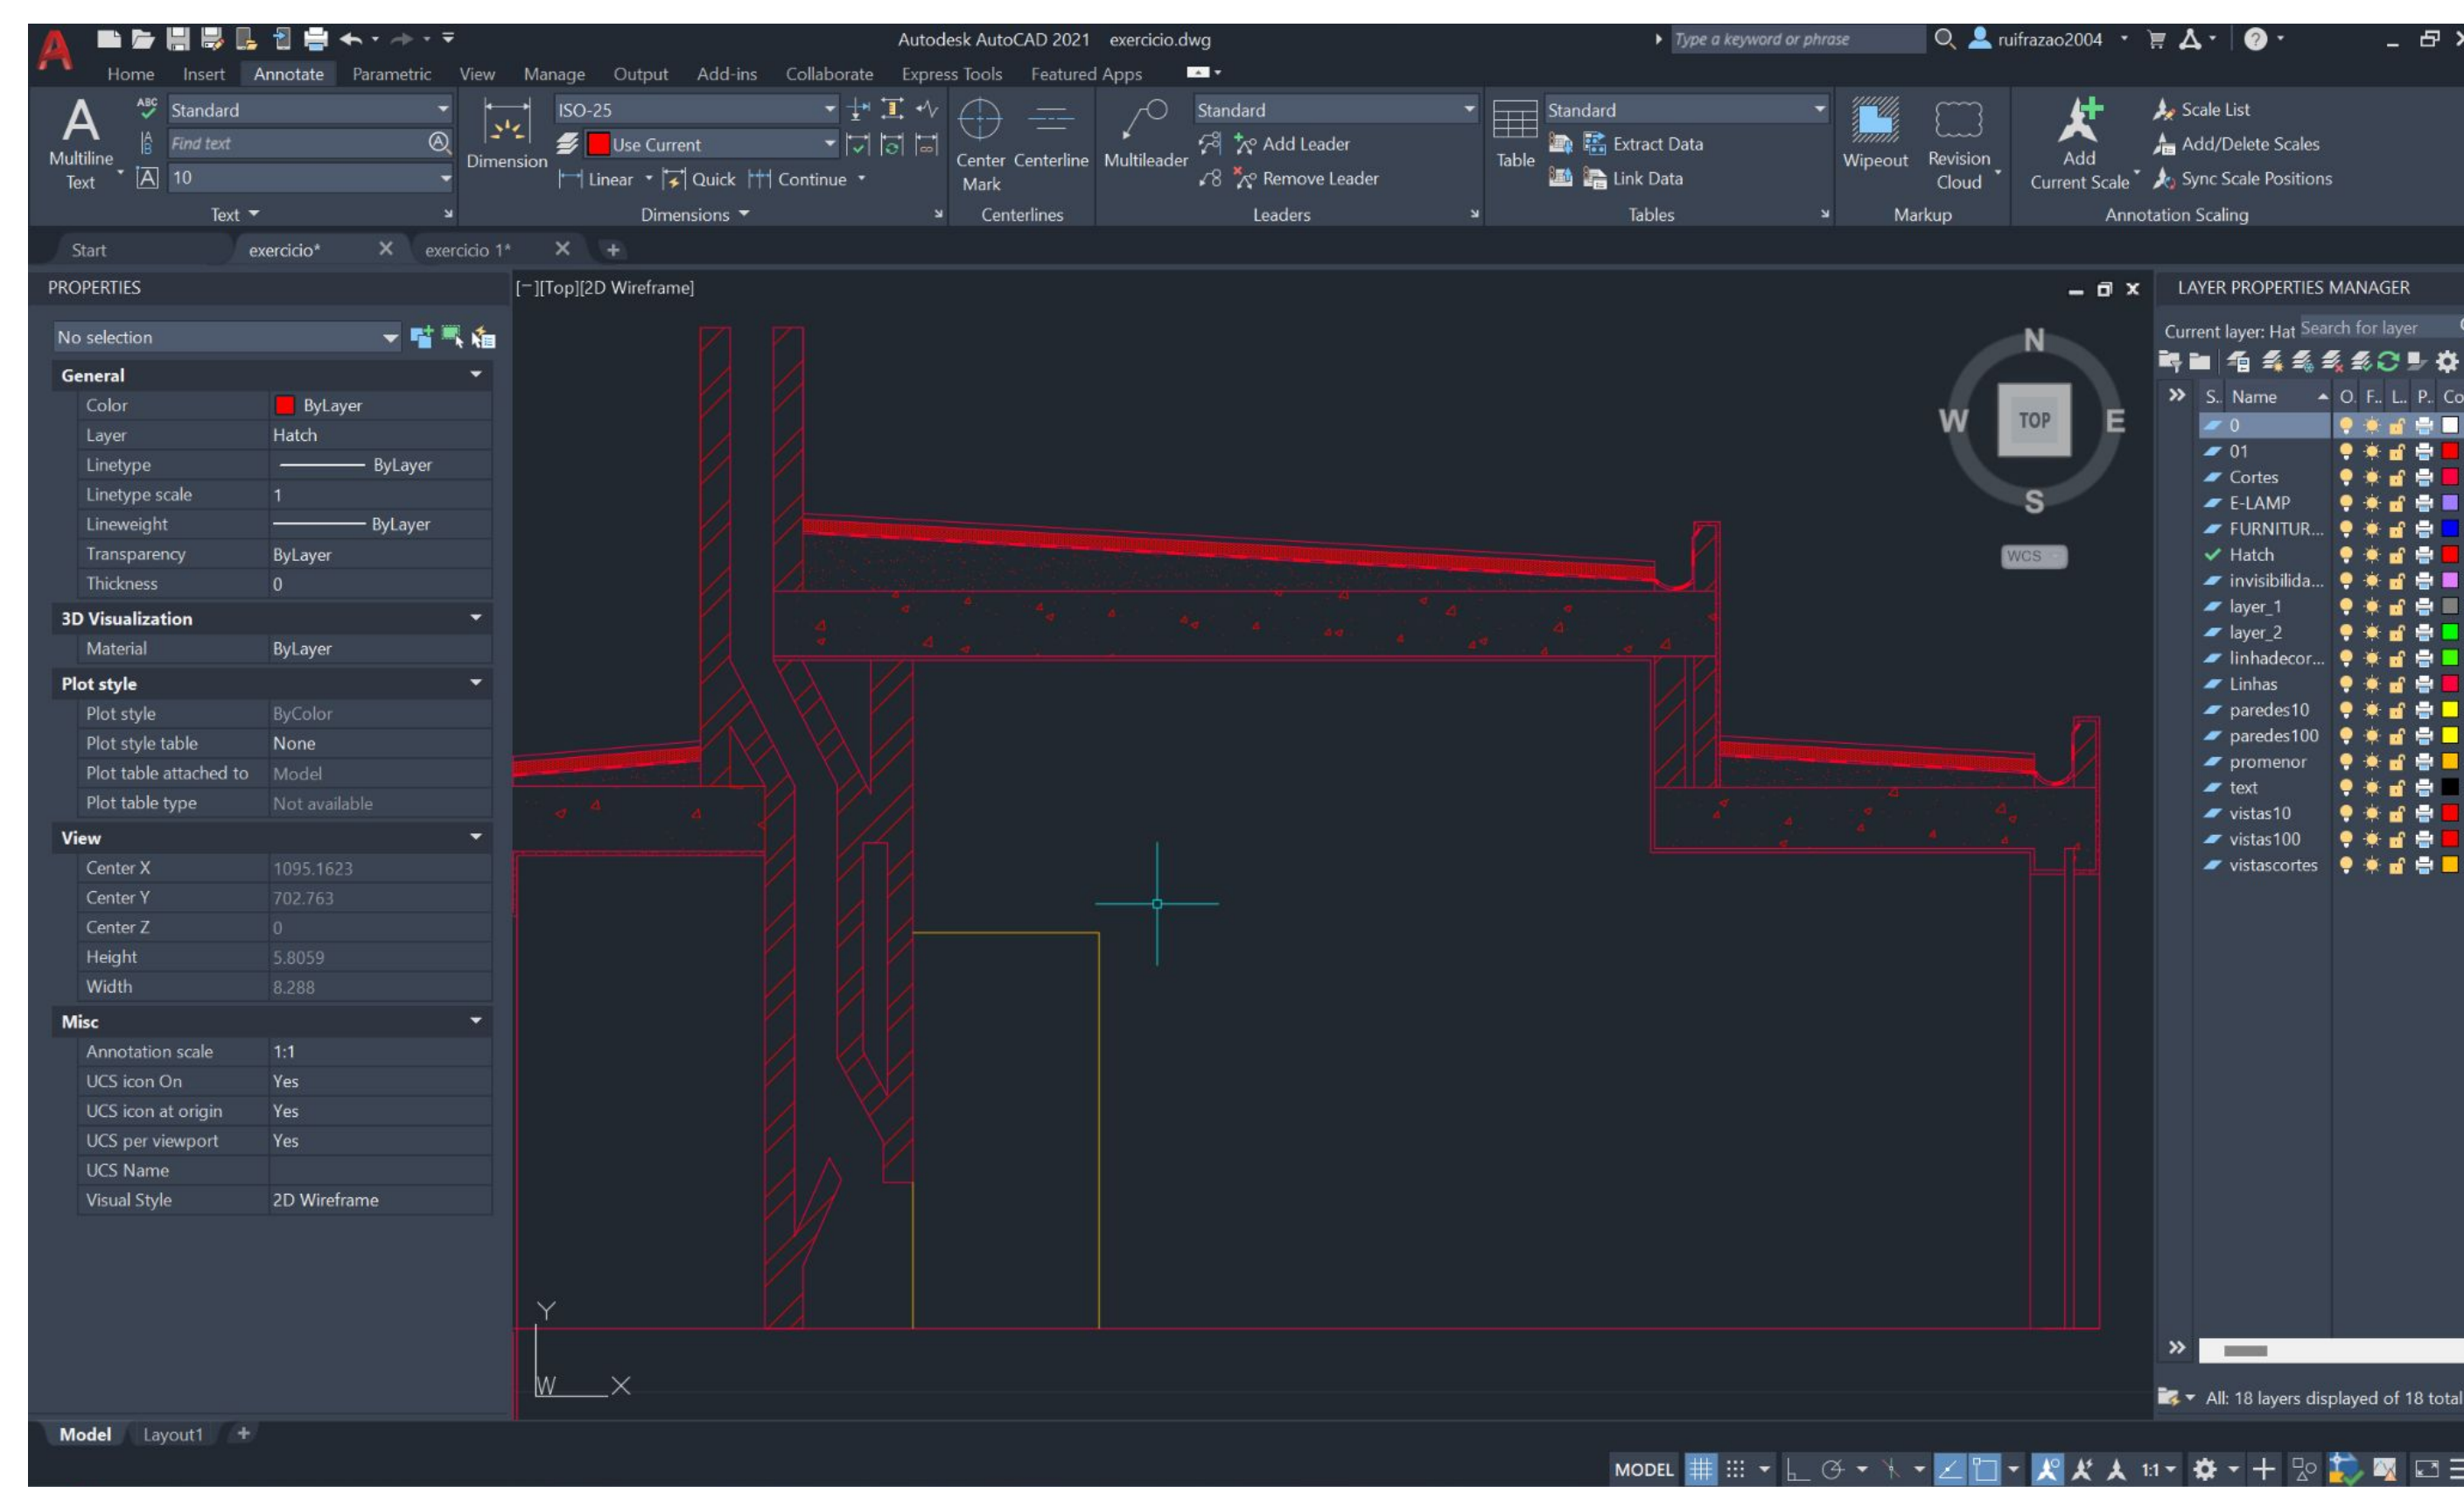 Autodesk AutoCAD 2021 exercicio.dwg
Type a keyword or phrase
ruifrazao2004
Home Insert Annotate Parametric View Manage Output Add-ins Collaborate Express Tools Featured Apps
Multiline Text
ABC
Standard
Find text
10
Text
Dimension
ISO-25
Use Current
Linear Quick Continue
Dimensions
Center Mark
Centerline
Centerlines
Multileader
Standard
Add Leader
Remove Leader
Leaders
Table
Standard
Extract Data
Link Data
Tables
Wipeout
Revision Cloud
Markup
Add Current Scale
Scale List
Add/Delete Scales
Sync Scale Positions
Annotation Scaling
Start exercicio* exercicio 1*
PROPERTIES
No selection
General
Color ByLayer
Layer Hatch
Linetype ByLayer
Linetype scale 1
Lineweight ByLayer
Transparency ByLayer
Thickness 0
3D Visualization
Material ByLayer
Plot style
Plot style ByColor
Plot style table None
Plot table attached to Model
Plot table type Not available
View
Center X 1095.1623
Center Y 702.763
Center Z 0
Height 5.8059
Width 8.288
Misc
Annotation scale 1:1
UCS icon On Yes
UCS icon at origin Yes
UCS per viewport Yes
UCS Name
Visual Style 2D Wireframe
[−][Top][2D Wireframe]
N
W TOP E
S
WCS
Y
W X
LAYER PROPERTIES MANAGER
Current layer: Hat Search for layer
S.. Name O. F.. L.. P.. Co
0
01
Cortes
E-LAMP
FURNITUR...
Hatch
invisibilida...
layer_1
layer_2
linhadecor...
Linhas
paredes10
paredes100
promenor
text
vistas10
vistas100
vistascortes
All: 18 layers displayed of 18 total
Model Layout1
MODEL 1:1